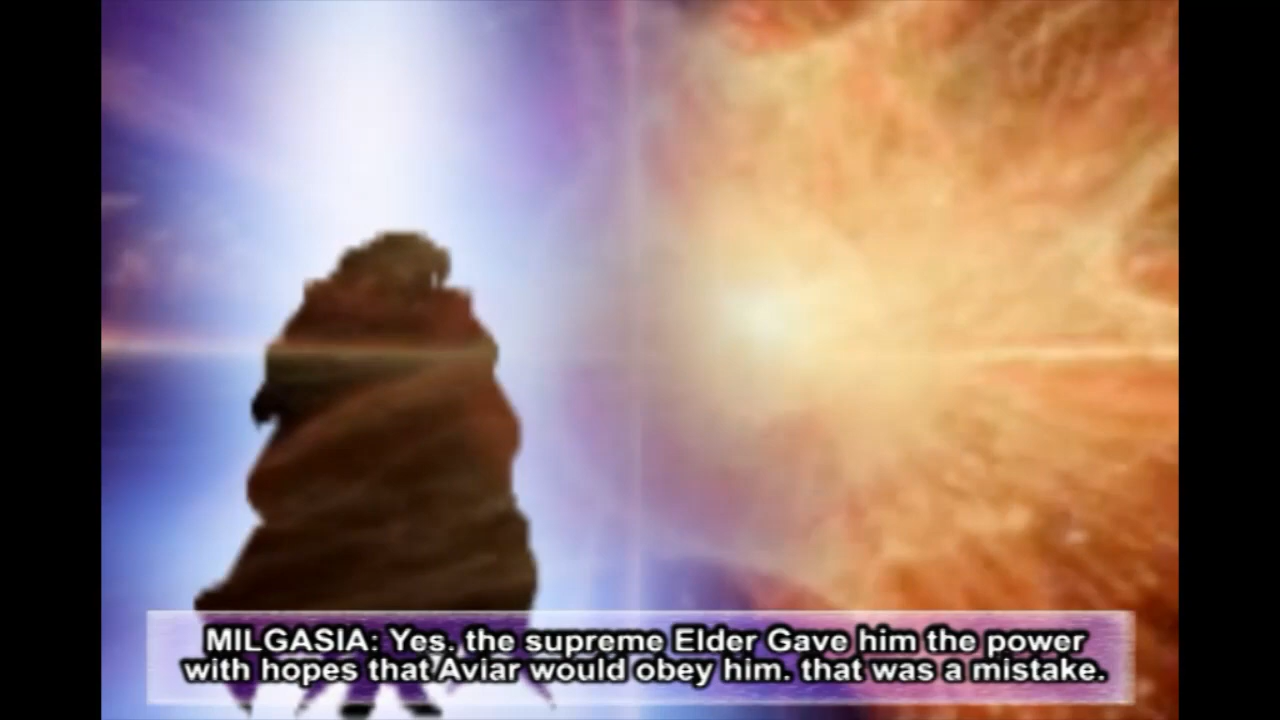 MILGASIA: Yes. the supreme Elder Gave him the power
with hopes that Aviar would obey him. that was a mistake.